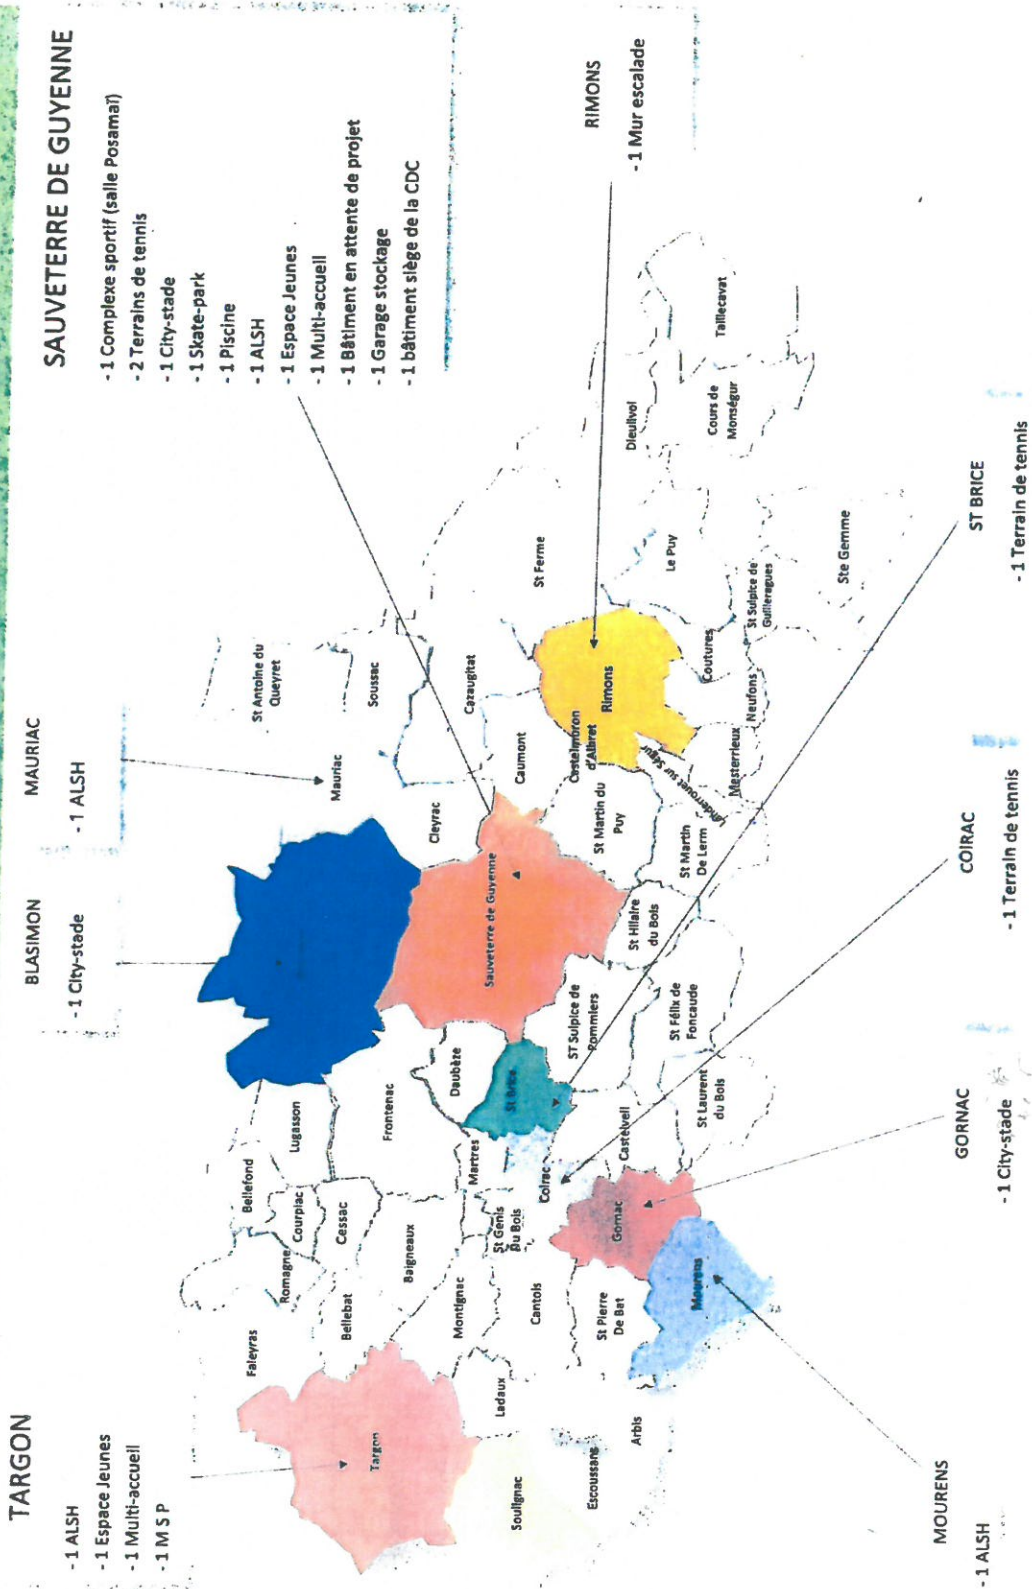 TARGON
- 1 ALSH
- 1 Espace Jeunes
- 1 Multi-accueil
- 1 M S P
BLASIMON
- 1 City-stade
MAURIAC
- 1 ALSH
SAUVETERRE DE GUYENNE
- 1 Complexe sportif (salle Posamaï)
- 2 Terrains de tennis
- 1 City-stade
- 1 Skate-park
- 1 Piscine
- 1 ALSH
- 1 Espace Jeunes
- 1 Multi-accueil
- 1 Bâtiment en attente de projet
- 1 Garage stockage
- 1 bâtiment siège de la CDC
RIMONS
- 1 Mur escalade
Faleyras
Romagne
Bellefond
Courpiac
Lugasson
Bellebat
Cessac
Targon
Baigneaux
Frontenac
Montignac
Martres
Daubèze
Ladaux
St Genis
Du Bois
Soulignac
Cantois
Coirac
St Brice
Sauveterre de Guyenne
Cleyrac
Mauriac
St Antoine du
Queyret
Soussac
Cazaugitat
Caumont
St Ferme
Castelmoron
d'Albret
Rimons
St Martin du
Puy
ST Sulpice de
Pommiers
St Hilaire
du Bois
Castelveil
Gornac
St Pierre
De Bat
Escoussans
Arbis
Mourens
St Laurent
du Bois
St Félix de
Foncaude
St Martin
De Lerm
Landerrouet sur Ségur
Mesterrieux
Neufons
Coutures
St Sulpice de
Guilleragues
Le Puy
Ste Gemme
Dieulivol
Cours de
Monségur
Taillecavat
MOURENS
- 1 ALSH
GORNAC
- 1 City-stade
COIRAC
- 1 Terrain de tennis
ST BRICE
- 1 Terrain de tennis